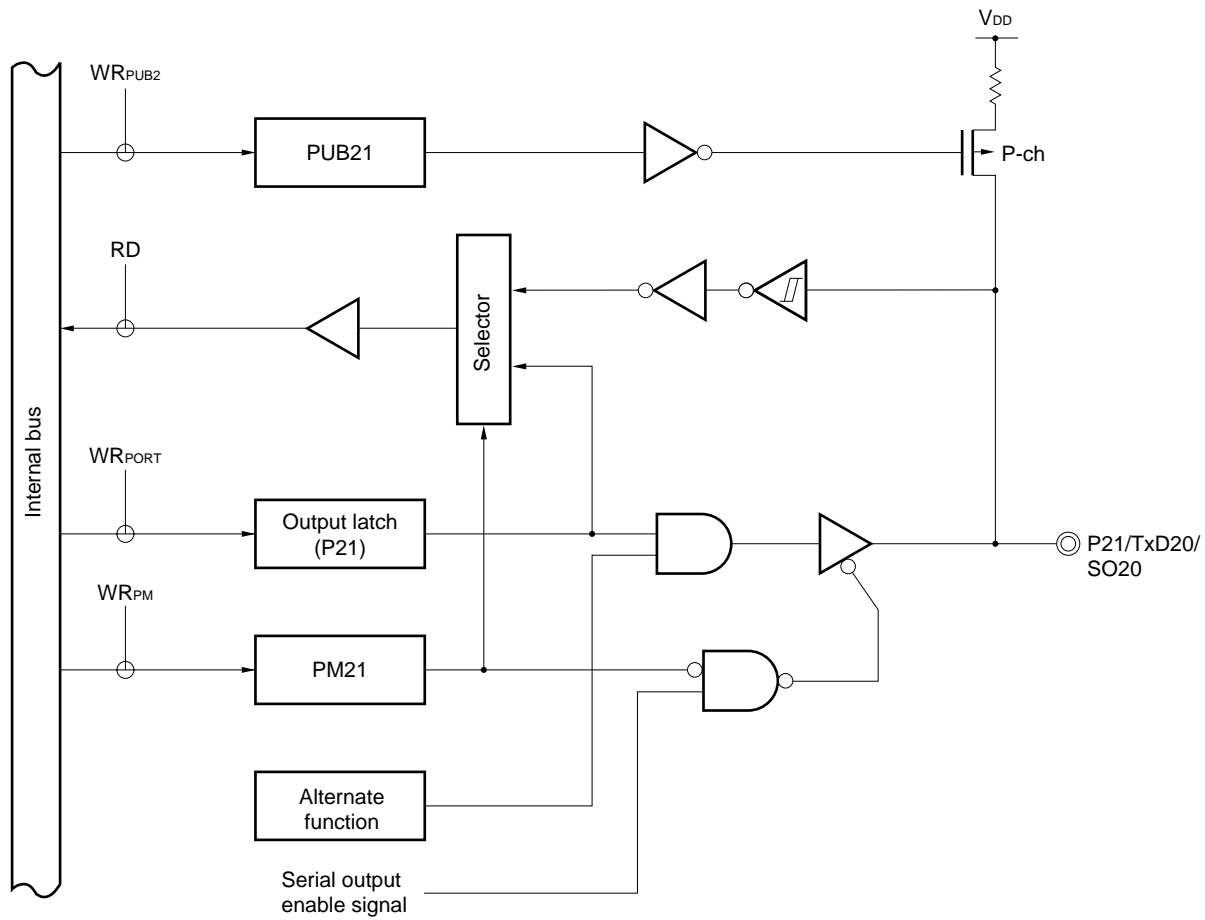 VDD
WRPUB2
PUB21
P-ch
RD
Selector
Internal bus
WRPORT
Output latch
(P21)
P21/TxD20/
SO20
WRPM
PM21
Alternate
function
Serial output
enable signal